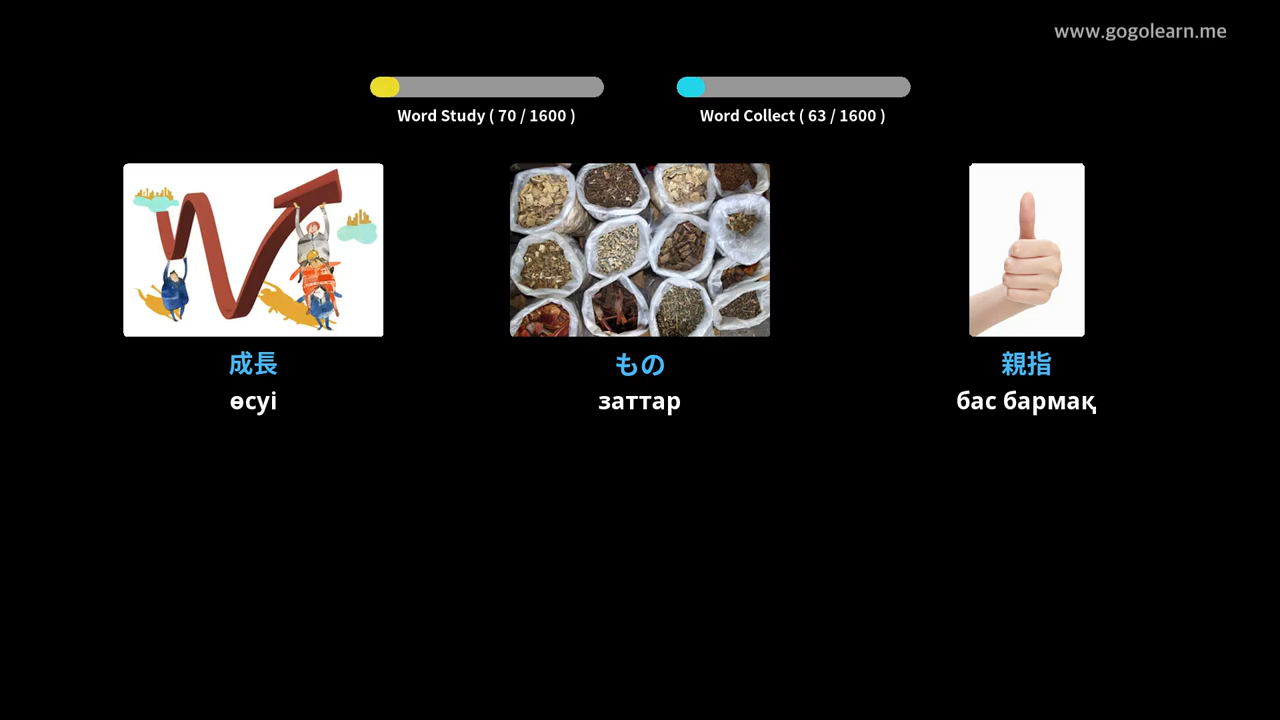 www.gogolearn.me
Word Study ( 70 / 1600 )
Word Collect ( 63 / 1600 )
成長
өсуі
もの
заттар
親指
бас бармақ